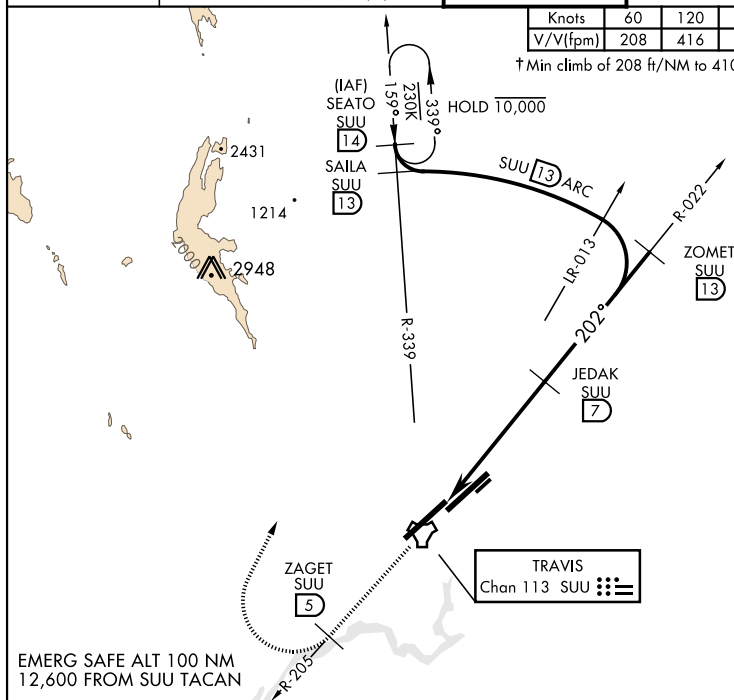 Knots 60 120
V/V(fpm) 208 416
†Min climb of 208 ft/NM to 410
(IAF)
SEATO
SUU
14
159°
230K
339°
HOLD 10,000
SAILA
SUU
13
SUU 13 ARC
2431
1214
2000
2948
LR-013
R-022
ZOMET
SUU
13
R-339
202°
JEDAK
SUU
7
TRAVIS
Chan 113 SUU
ZAGET
SUU
5
R-205
EMERG SAFE ALT 100 NM
12,600 FROM SUU TACAN